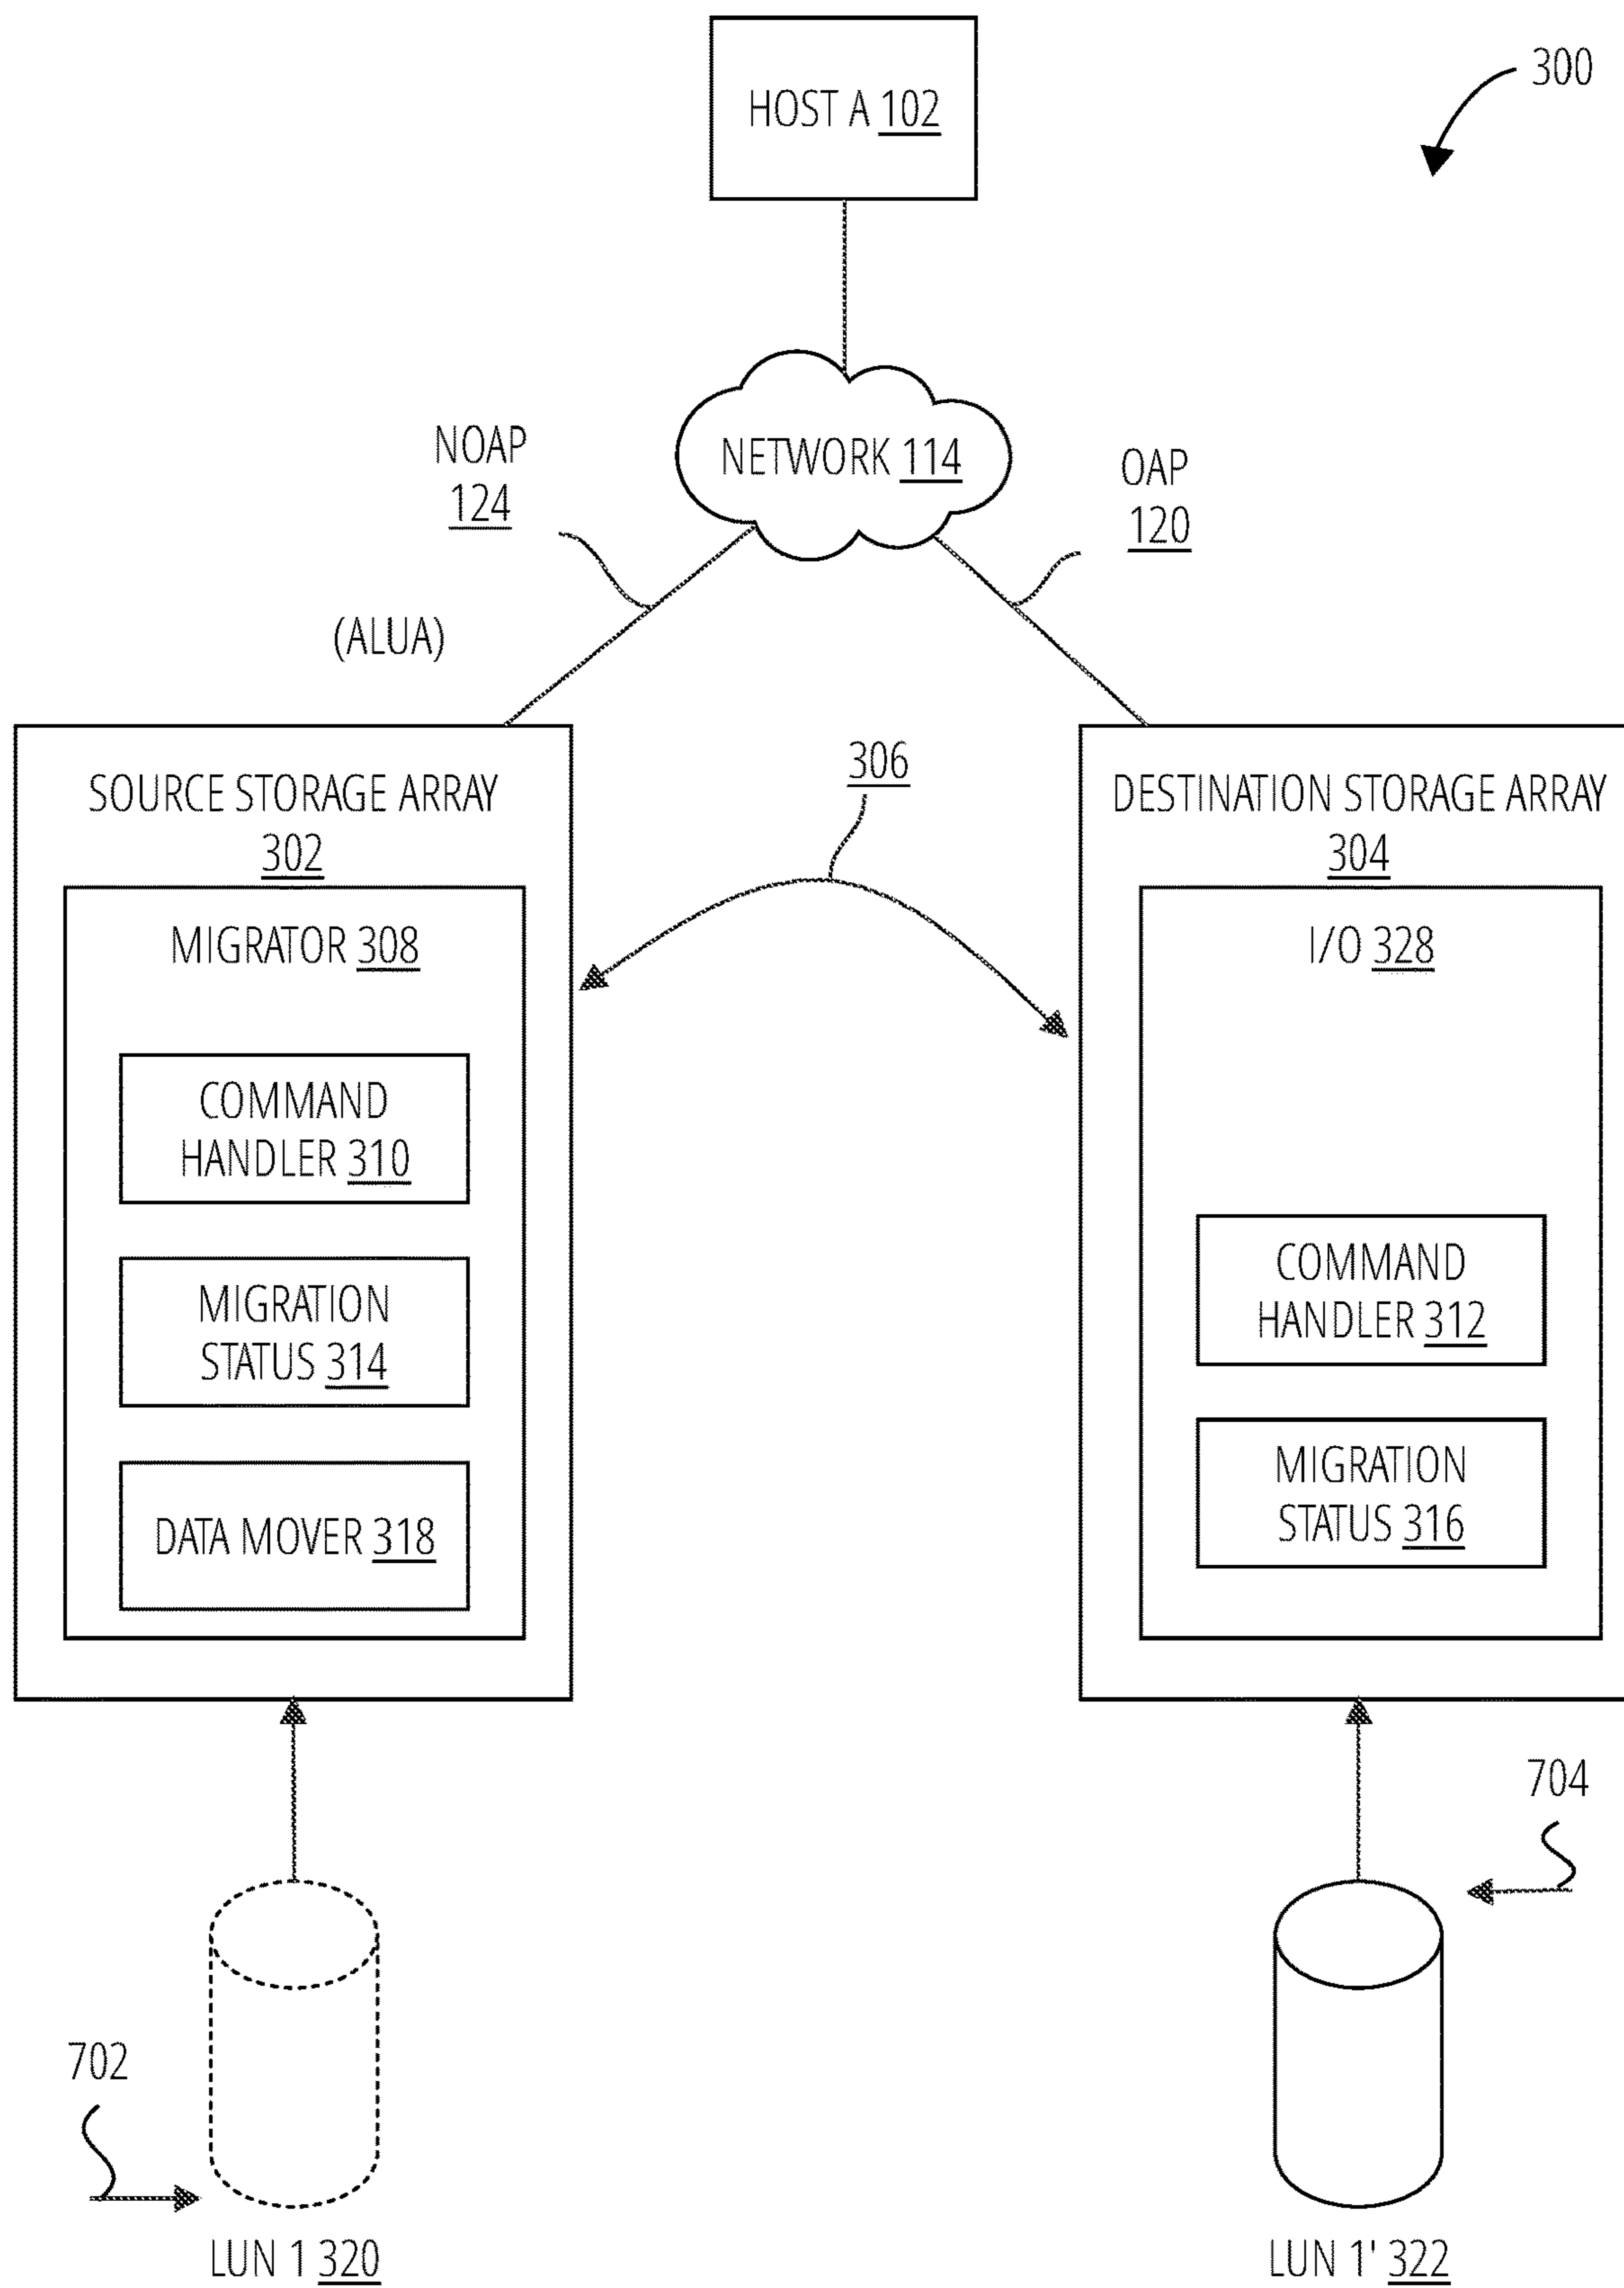 HOST A 102
300
NETWORK 114
NOAP
124
OAP
120
(ALUA)
306
SOURCE STORAGE ARRAY
302
MIGRATOR 308
COMMAND
HANDLER 310
MIGRATION
STATUS 314
DATA MOVER 318
DESTINATION STORAGE ARRAY
304
I/O 328
COMMAND
HANDLER 312
MIGRATION
STATUS 316
702
704
LUN 1 320
LUN 1' 322